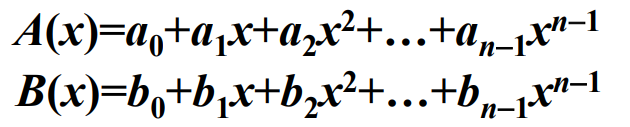 A(x)=a₀+a₁x+a₂x²+…+aₙ₋₁xⁿ⁻¹
B(x)=b₀+b₁x+b₂x²+…+bₙ₋₁xⁿ⁻¹